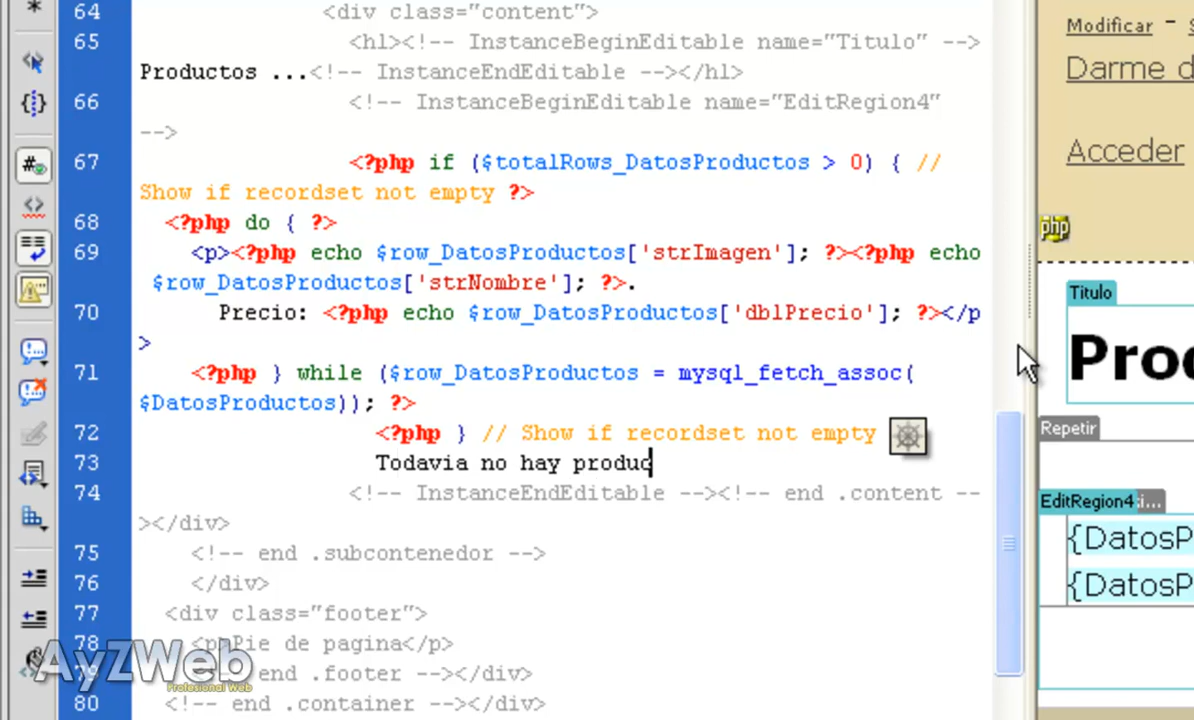 64 <div class="content">
65 <h1><!-- InstanceBeginEditable name="Titulo" -->
Productos ...<!-- InstanceEndEditable --></h1>
66 <!-- InstanceBeginEditable name="EditRegion4"
-->
67 <?php if ($totalRows_DatosProductos > 0) { //
Show if recordset not empty ?>
68 <?php do { ?>
69 <p><?php echo $row_DatosProductos['strImagen']; ?><?php echo
$row_DatosProductos['strNombre']; ?>.
70 Precio: <?php echo $row_DatosProductos['dblPrecio']; ?></p
>
71 <?php } while ($row_DatosProductos = mysql_fetch_assoc(
$DatosProductos)); ?>
72 <?php } // Show if recordset not empty
73 Todavia no hay produc
74 <!-- InstanceEndEditable --><!-- end .content --
></div>
75 <!-- end .subcontenedor -->
76 </div>
77 <div class="footer">
78 <p>Pie de pagina</p>
79 end .footer --></div>
80 <!-- end .container --></div>
AyZWeb
Profesional Web
Modificar -
Darme d
Acceder
php
Titulo
Prod
Repetir
EditRegion4 i...
{DatosP
{DatosP